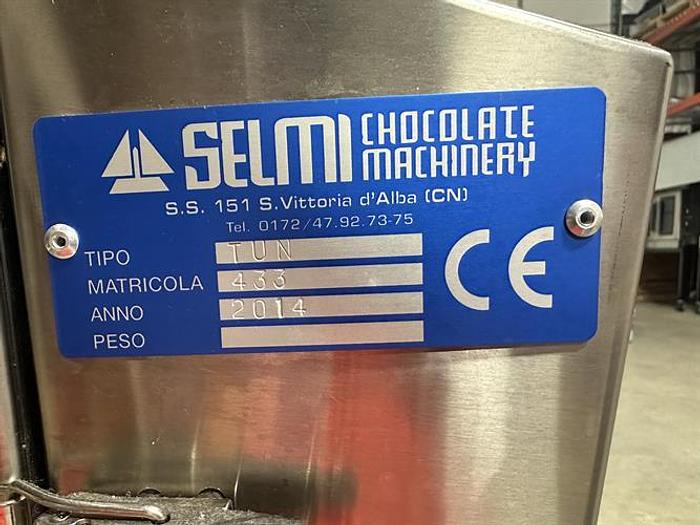 SELMI CHOCOLATE MACHINERY
S.S. 151 S.Vittoria d'Alba (CN)
Tel. 0172/47.92.73-75
TIPO TUN
MATRICOLA 433
ANNO 2014
PESO
CE